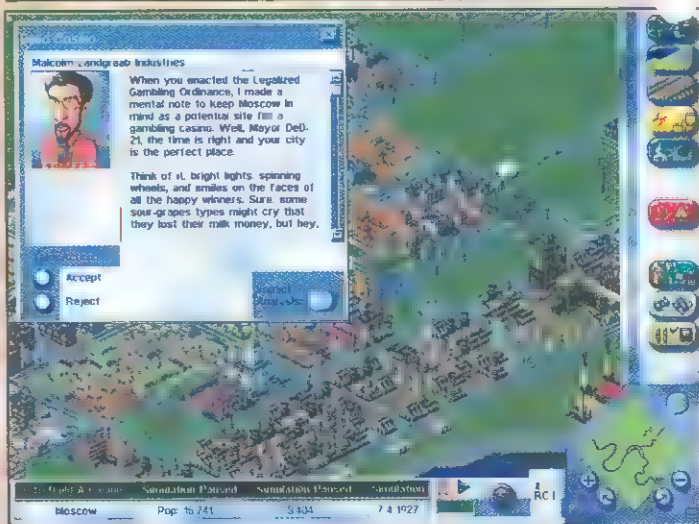 Malcolm Landgraab Industries
When you enacted the Legalized
Gambling Ordinance, I made a
mental note to keep Moscow in
mind as a potential site for a
gambling casino. Well, Mayor
21, the time is right and your city
is the perfect place.
Think of it, bright lights, spinning
wheels, and smiles on the faces of
all the happy winners. Sure, some
sour-grapes types might cry that
they lost their milk money, but hey,
Accept
Reject
Analysis
Simulation Paused
Simulation Paused
Simulation
Moscow
Pop:
1927
RCI